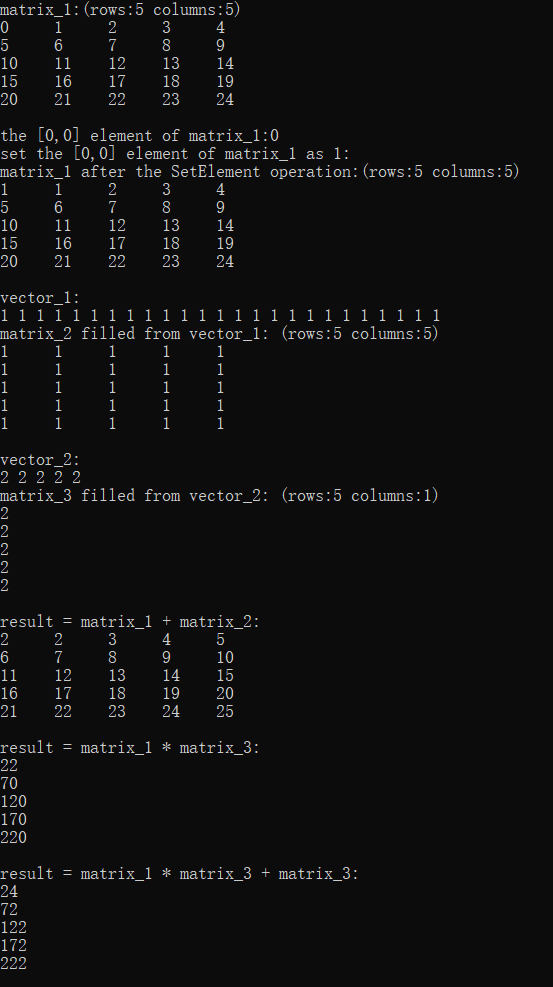 matrix_1:(rows:5 columns:5)
0 1 2 3 4
5 6 7 8 9
10 11 12 13 14
15 16 17 18 19
20 21 22 23 24
the [0,0] element of matrix_1:0
set the [0,0] element of matrix_1 as 1:
matrix_1 after the SetElement operation:(rows:5 columns:5)
1 1 2 3 4
5 6 7 8 9
10 11 12 13 14
15 16 17 18 19
20 21 22 23 24
vector_1:
1 1 1 1 1 1 1 1 1 1 1 1 1 1 1 1 1 1 1 1 1 1 1 1 1
matrix_2 filled from vector_1: (rows:5 columns:5)
1 1 1 1 1
1 1 1 1 1
1 1 1 1 1
1 1 1 1 1
1 1 1 1 1
vector_2:
2 2 2 2 2
matrix_3 filled from vector_2: (rows:5 columns:1)
2
2
2
2
2
result = matrix_1 + matrix_2:
2 2 3 4 5
6 7 8 9 10
11 12 13 14 15
16 17 18 19 20
21 22 23 24 25
result = matrix_1 * matrix_3:
22
70
120
170
220
result = matrix_1 * matrix_3 + matrix_3:
24
72
122
172
222